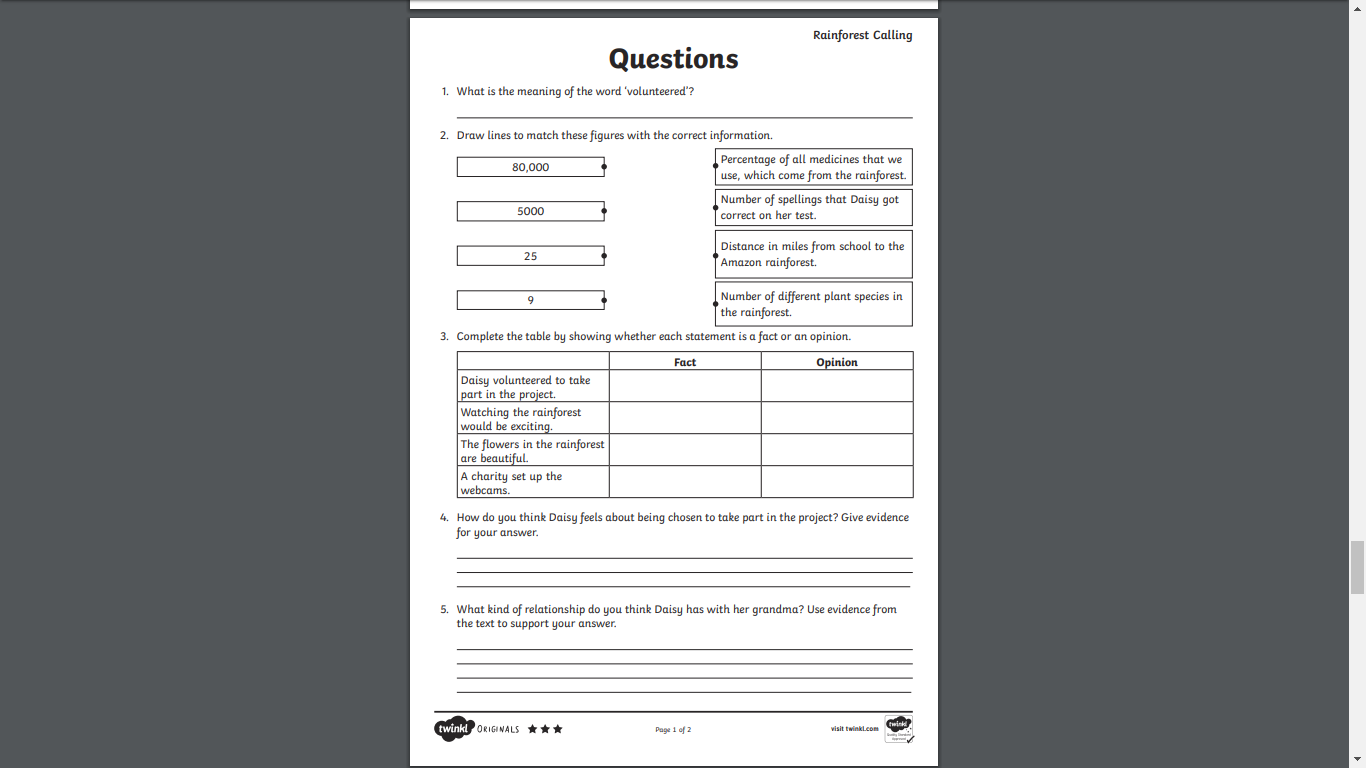 Rainforest Calling
Questions
1. What is the meaning of the word ‘volunteered’?
2. Draw lines to match these figures with the correct information.
80,000
Percentage of all medicines that we
use, which come from the rainforest.
5000
Number of spellings that Daisy got
correct on her test.
25
Distance in miles from school to the
Amazon rainforest.
9
Number of different plant species in
the rainforest.
3. Complete the table by showing whether each statement is a fact or an opinion.
Fact Opinion
Daisy volunteered to take
part in the project.
Watching the rainforest
would be exciting.
The flowers in the rainforest
are beautiful.
A charity set up the
webcams.
4. How do you think Daisy feels about being chosen to take part in the project? Give evidence
for your answer.
5. What kind of relationship do you think Daisy has with her grandma? Use evidence from
the text to support your answer.
twinkl ORIGINALS
Page 1 of 2
visit twinkl.com
twinkl